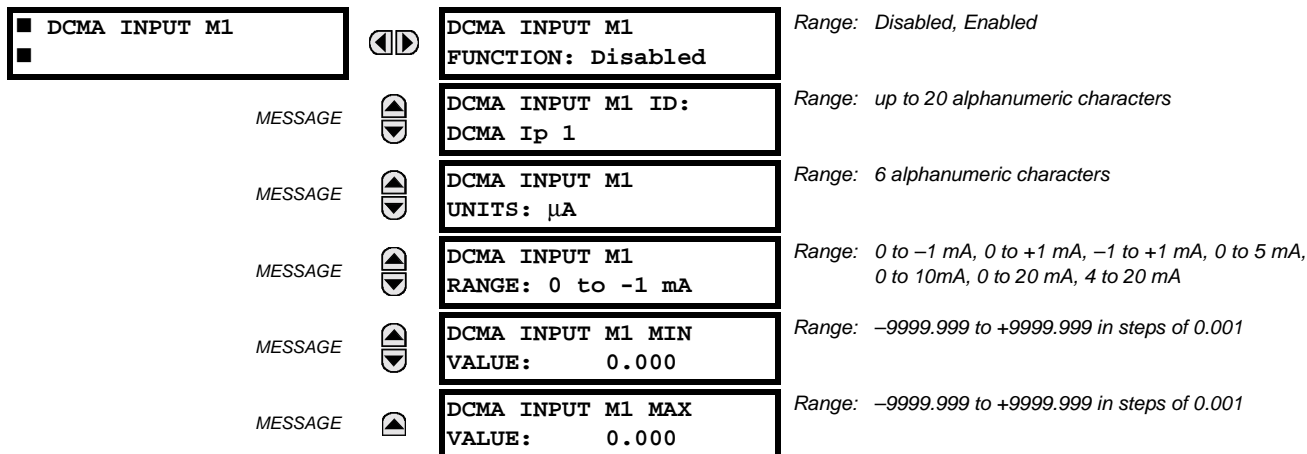 ■ DCMA INPUT M1
■
DCMA INPUT M1
FUNCTION: Disabled
Range: Disabled, Enabled
MESSAGE
DCMA INPUT M1 ID:
DCMA Ip 1
Range: up to 20 alphanumeric characters
MESSAGE
DCMA INPUT M1
UNITS: μA
Range: 6 alphanumeric characters
MESSAGE
DCMA INPUT M1
RANGE: 0 to -1 mA
Range: 0 to –1 mA, 0 to +1 mA, –1 to +1 mA, 0 to 5 mA,
0 to 10mA, 0 to 20 mA, 4 to 20 mA
MESSAGE
DCMA INPUT M1 MIN
VALUE: 0.000
Range: –9999.999 to +9999.999 in steps of 0.001
MESSAGE
DCMA INPUT M1 MAX
VALUE: 0.000
Range: –9999.999 to +9999.999 in steps of 0.001